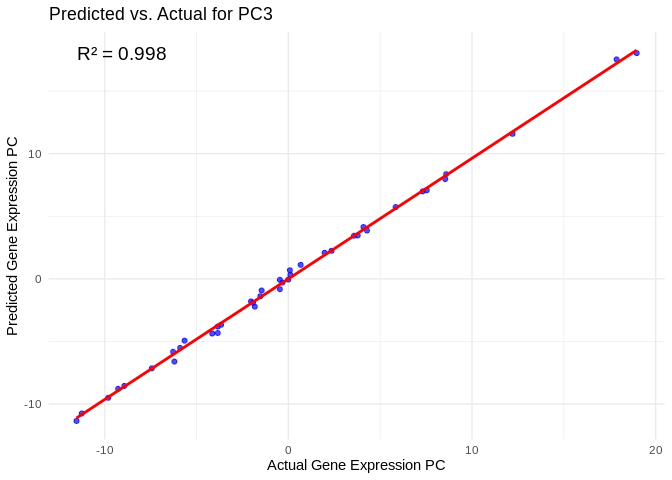 Predicted vs. Actual for PC3
R² = 0.998
Predicted Gene Expression PC
10
0
-10
-10
0
10
20
Actual Gene Expression PC